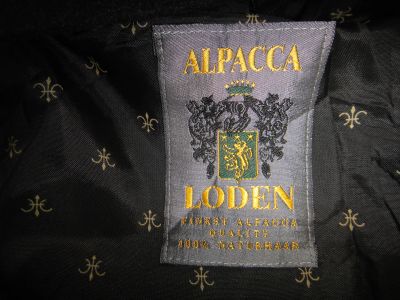 ALPACCA
LODEN
FINEST ALPACCA
QUALITY
100% NATURHAAR